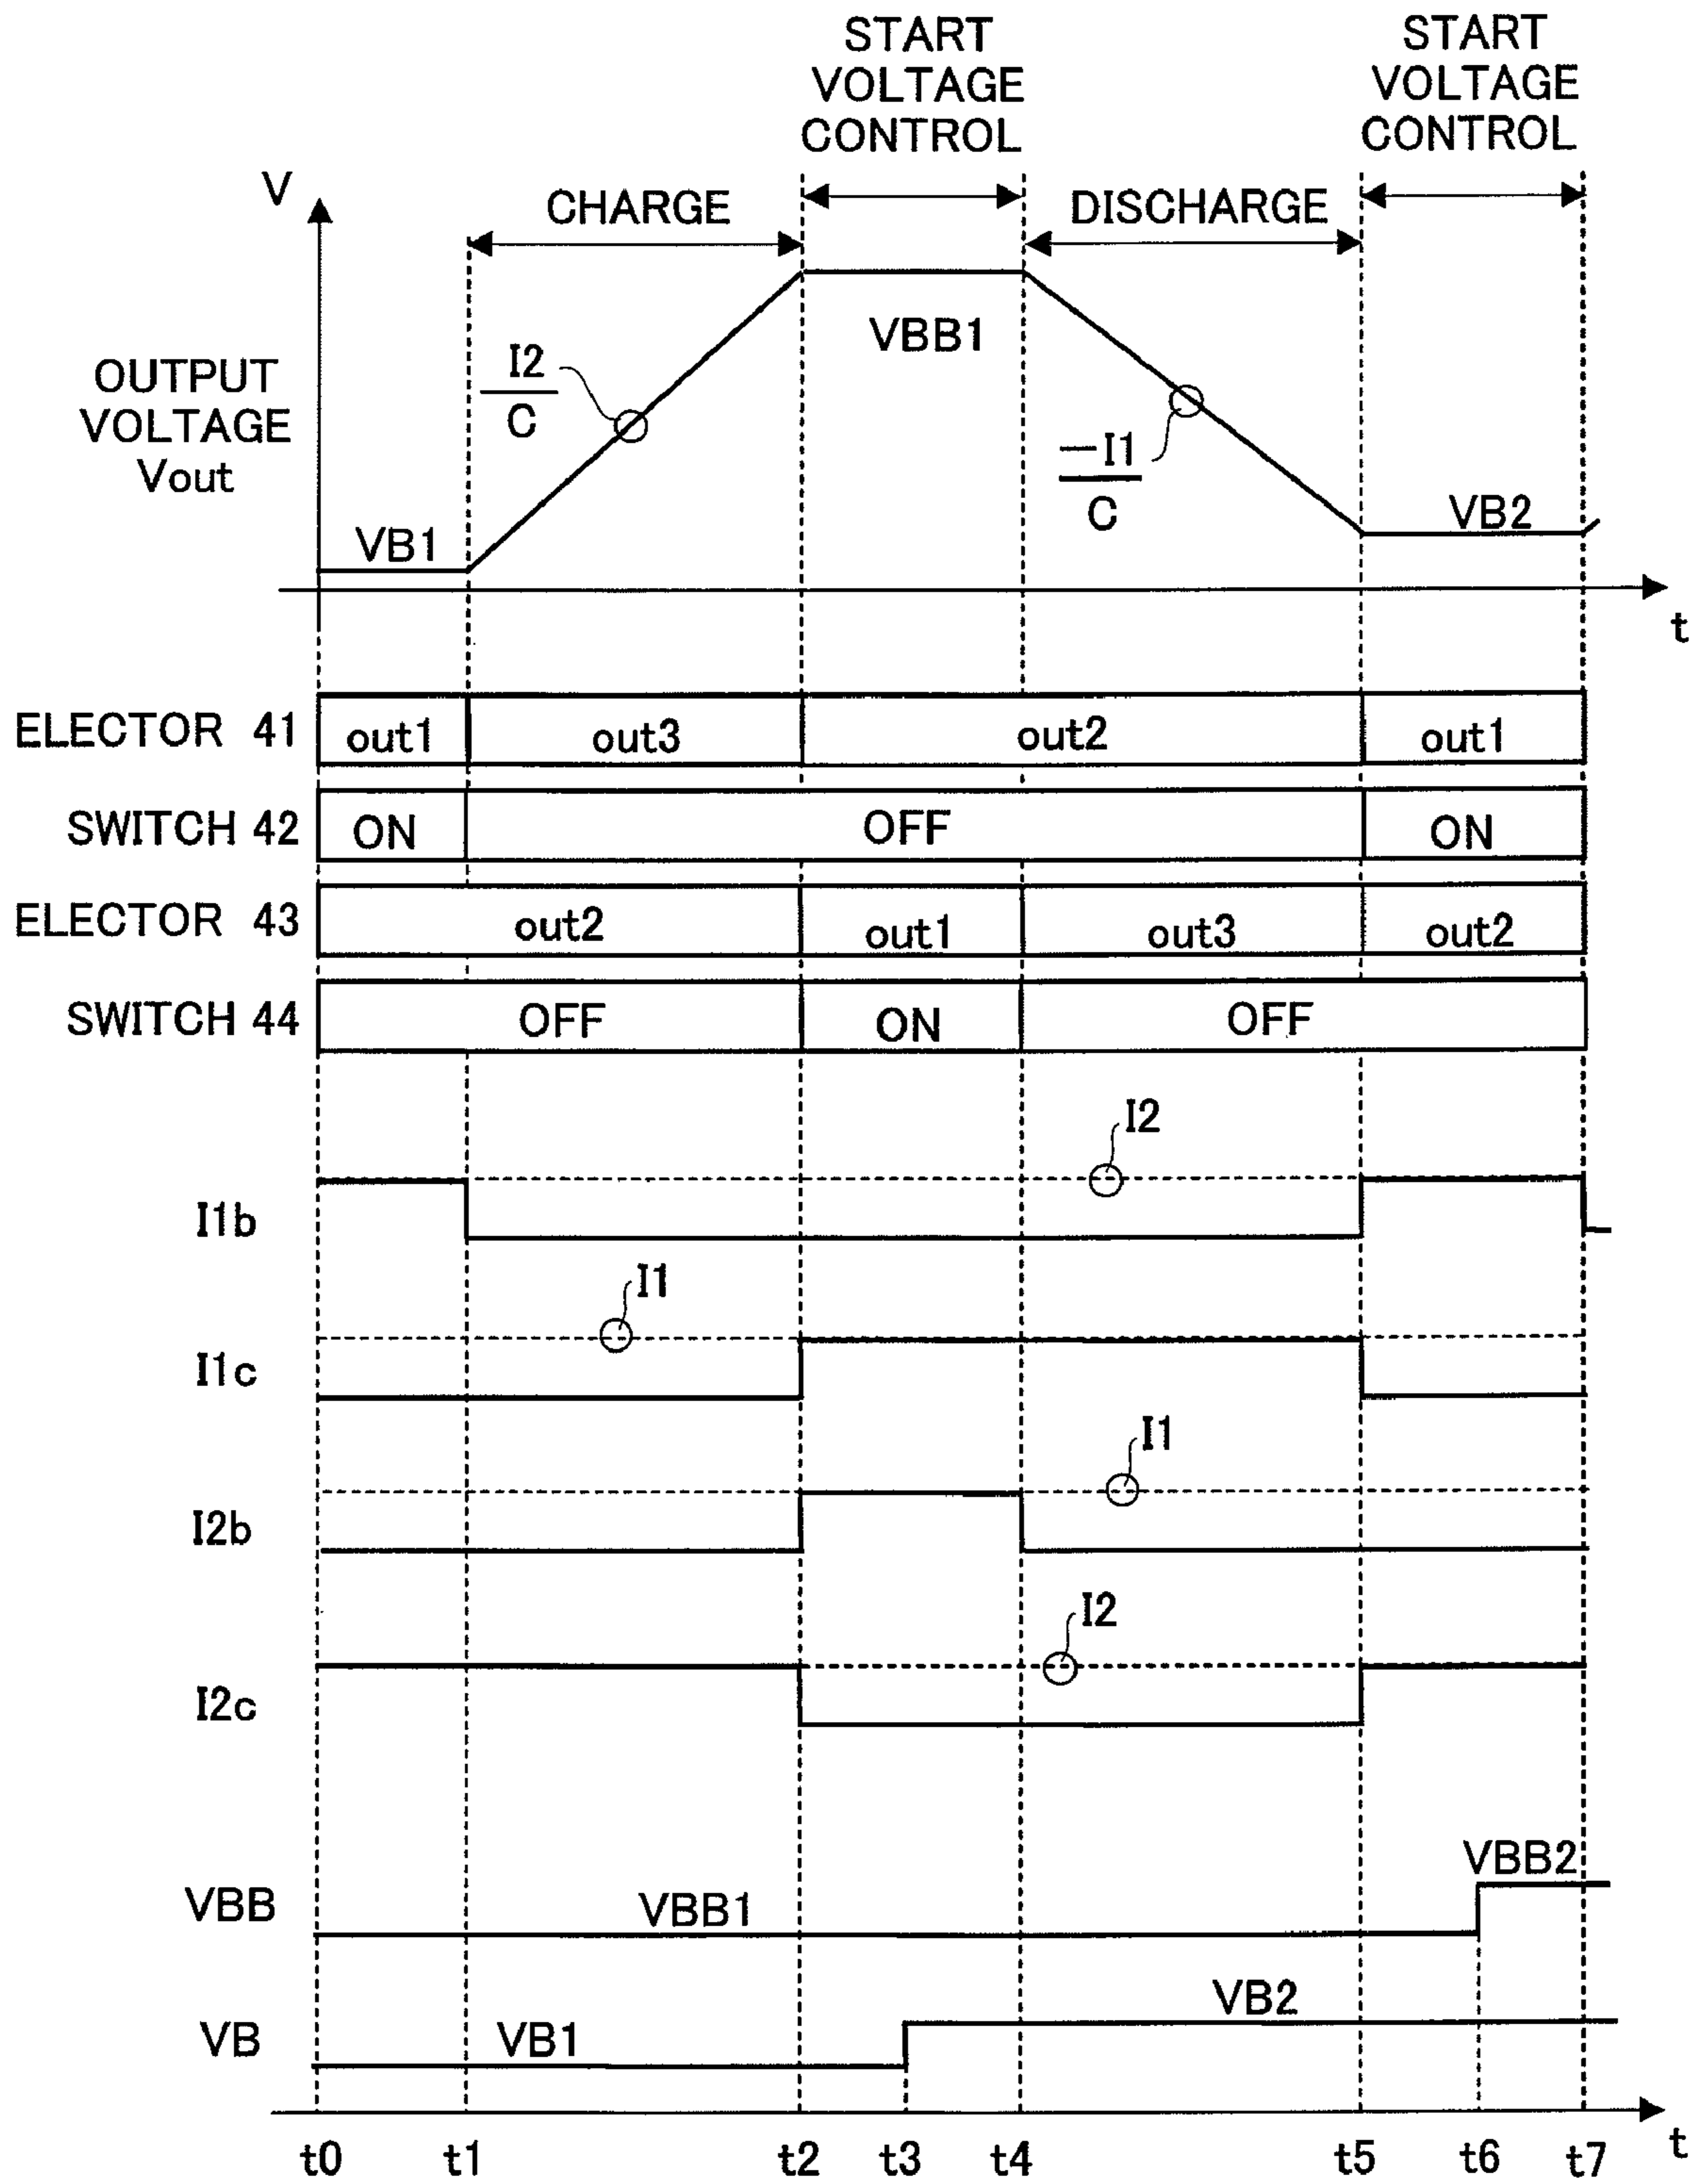 START
VOLTAGE
CONTROL
START
VOLTAGE
CONTROL
V
CHARGE
DISCHARGE
OUTPUT
VOLTAGE
Vout
I2
C
VBB1
−I1
C
VB1
VB2
t
ELECTOR 41
out1
out3
out2
out1
SWITCH 42
ON
OFF
ON
ELECTOR 43
out2
out1
out3
out2
SWITCH 44
OFF
ON
OFF
I2
I1b
I1
I1c
I1
I2b
I2
I2c
VBB
VBB1
VBB2
VB
VB1
VB2
t0 t1 t2 t3 t4 t5 t6 t7
t